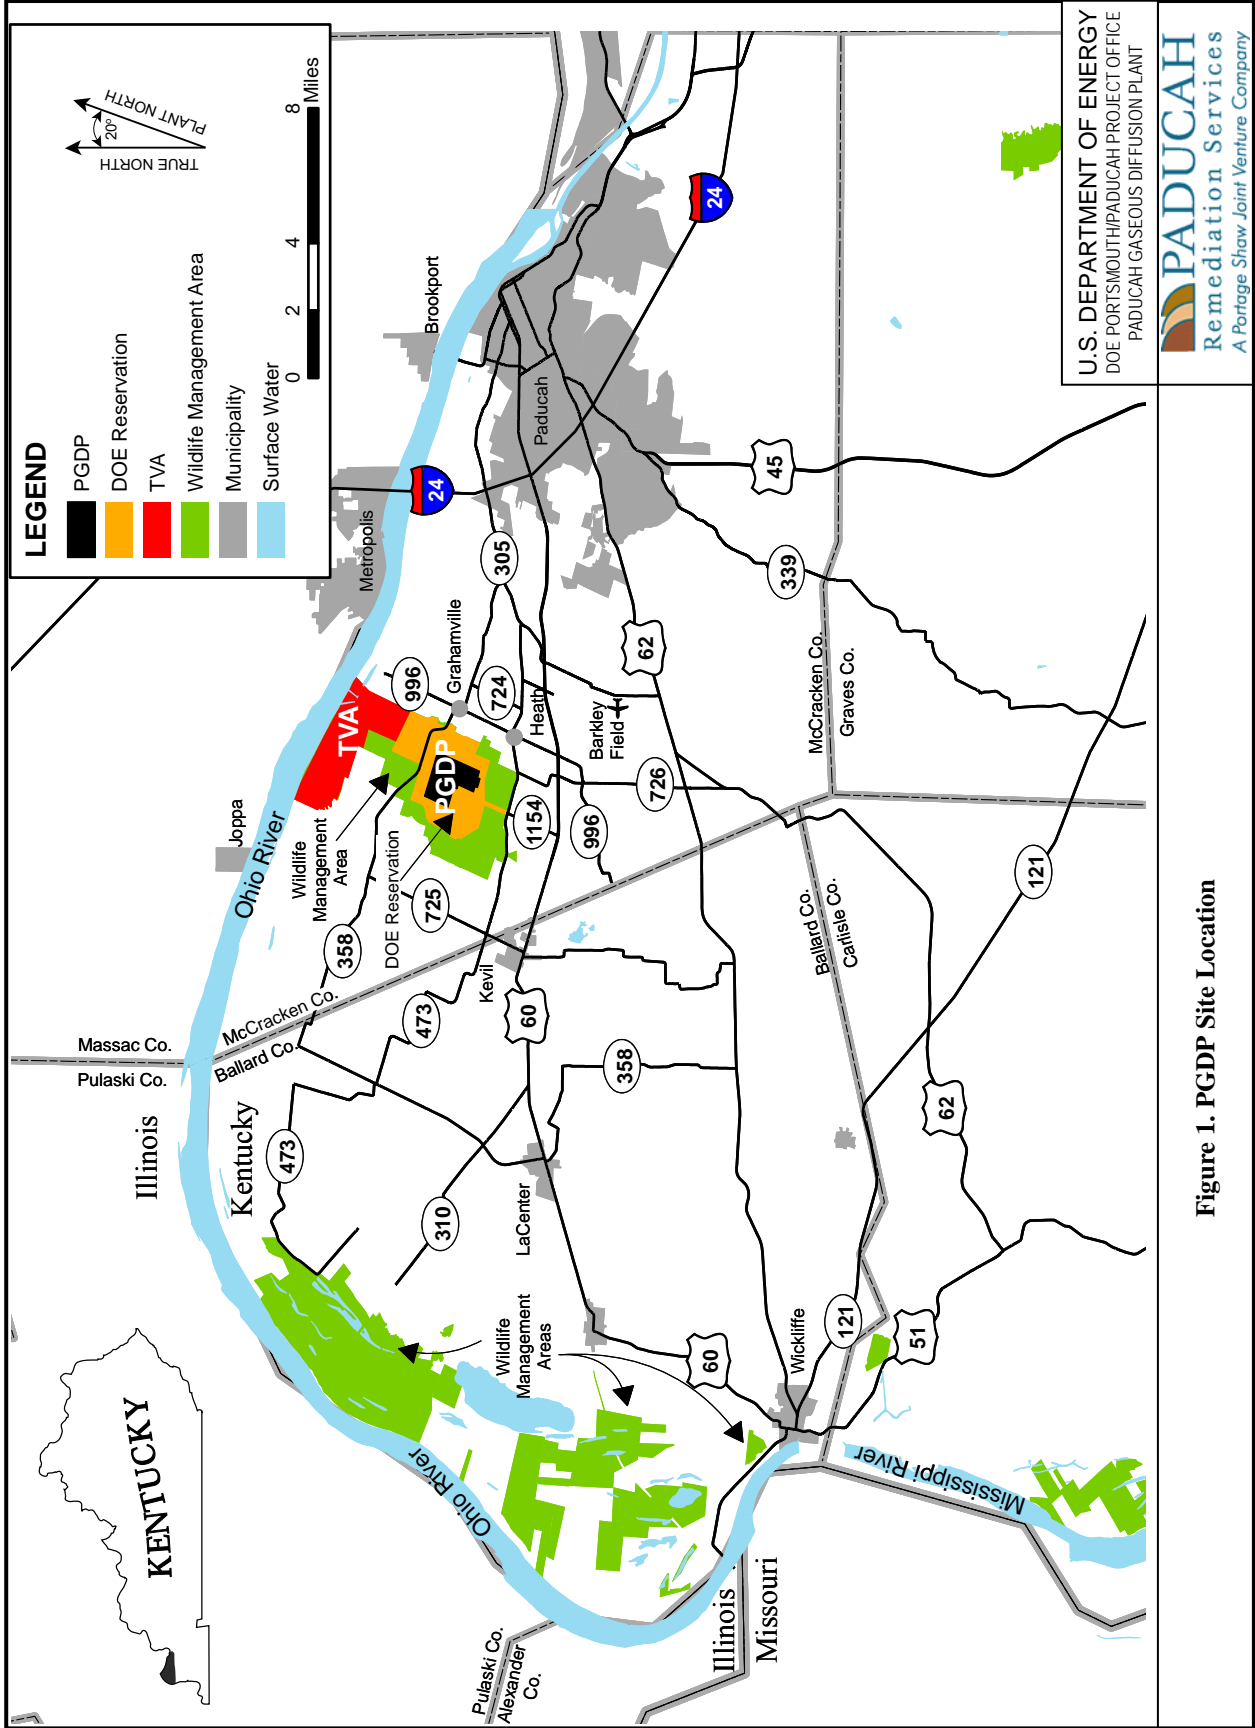 LEGEND
PGDP
DOE Reservation
TVA
Wildlife Management Area
Municipality
Surface Water
0
2
4
8
Miles
TRUE NORTH
20°
PLANT NORTH
KENTUCKY
Illinois
Kentucky
Pulaski Co.
Massac Co.
Ballard Co.
McCracken Co.
Ohio River
Joppa
Metropolis
Brookport
24
TVA
Wildlife
Management
Area
DOE Reservation
PGDP
996
Grahamville
305
724
Heath
358
725
473
473
1154
996
Kevil
60
Barkley
Field
726
62
Paducah
24
45
339
310
LaCenter
358
Wildlife
Management
Areas
Ohio River
60
Wickliffe
121
51
62
121
Ballard Co.
Carlisle Co.
McCracken Co.
Graves Co.
Pulaski Co.
Alexander
Co.
Illinois
Missouri
Mississippi River
U.S. DEPARTMENT OF ENERGY
DOE PORTSMOUTH/PADUCAH PROJECT OFFICE
PADUCAH GASEOUS DIFFUSION PLANT
PADUCAH
Remediation Services
A Portage Shaw Joint Venture Company
Figure 1. PGDP Site Location